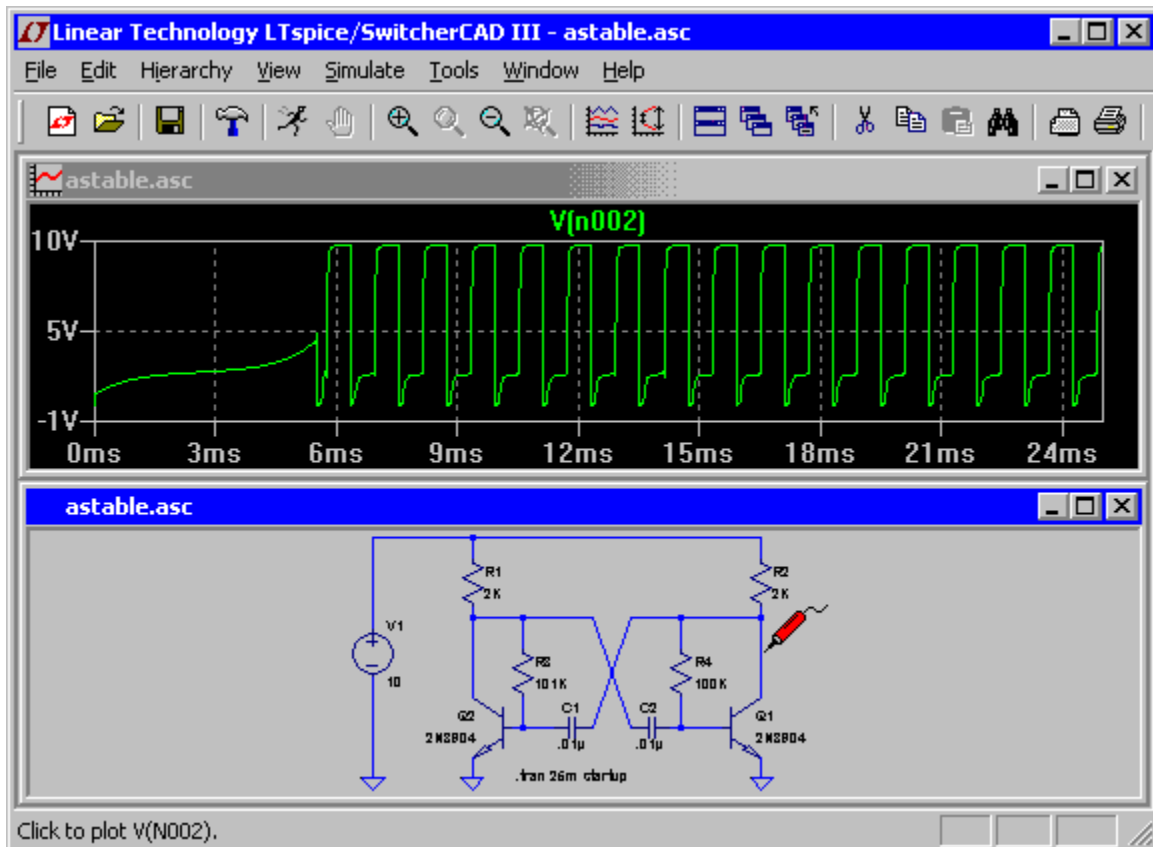 Linear Technology LTspice/SwitcherCAD III - astable.asc
File Edit Hierarchy View Simulate Tools Window Help
astable.asc
V(n002)
10V
5V
-1V
0ms 3ms 6ms 9ms 12ms 15ms 18ms 21ms 24ms
astable.asc
R1
2K
R2
2K
V1
10
R3
101K
R4
100K
C1
.01µ
C2
.01µ
Q2
2N3904
Q1
2N3904
.tran 26m startup
Click to plot V(N002).